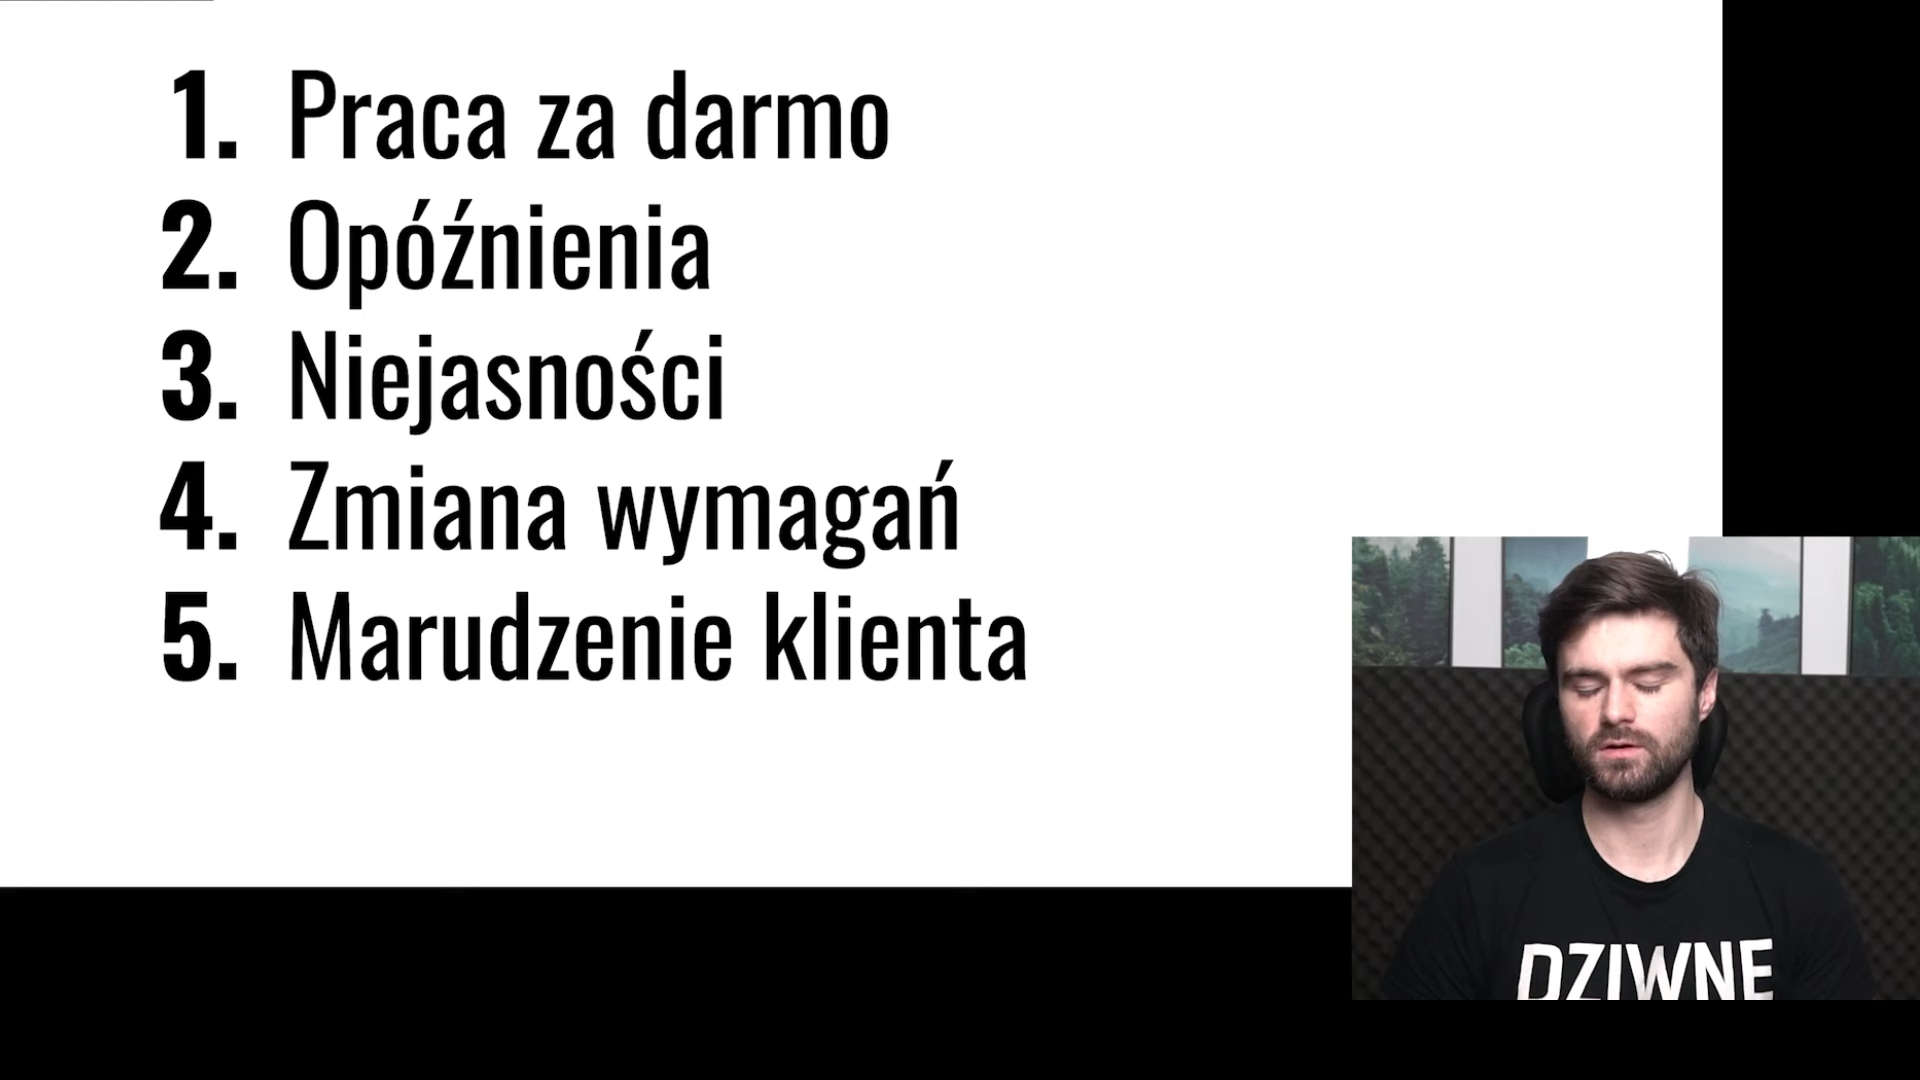 1. Praca za darmo
2. Opóźnienia
3. Niejasności
4. Zmiana wymagań
5. Marudzenie klienta
DZIWNE